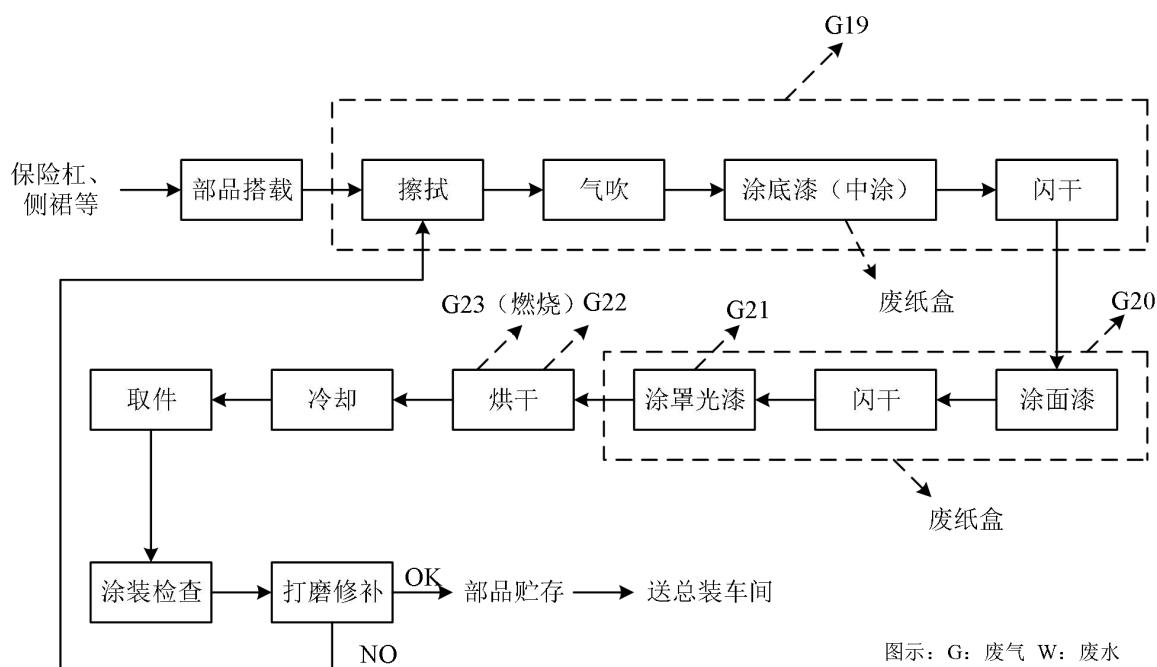 G19
保险杠、
侧裙等
部品搭载
擦拭
气吹
涂底漆（中涂）
闪干
废纸盒
G23（燃烧）
G22
G21
G20
取件
冷却
烘干
涂罩光漆
闪干
涂面漆
废纸盒
涂装检查
打磨修补
OK
部品贮存
送总装车间
NO
图示：G：废气 W：废水